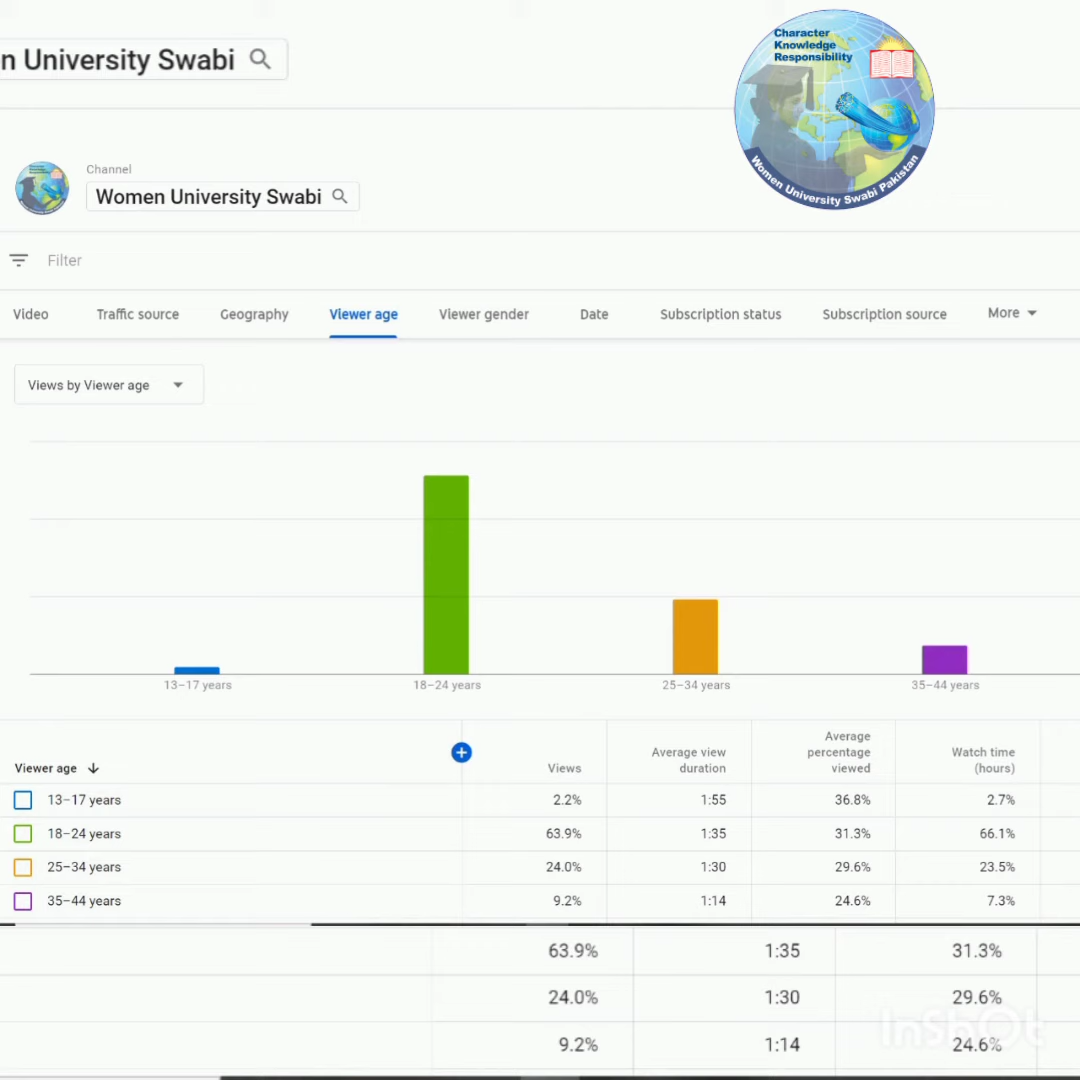 n University Swabi
Character
Knowledge
Responsibility
Women University Swabi Pakistan
Channel
Women University Swabi
Filter
Video Traffic source Geography Viewer age Viewer gender Date Subscription status Subscription source More
Views by Viewer age
13–17 years 18–24 years 25–34 years 35–44 years
Viewer age Views Average view duration Average percentage viewed Watch time (hours)
13–17 years 2.2% 1:55 36.8% 2.7%
18–24 years 63.9% 1:35 31.3% 66.1%
25–34 years 24.0% 1:30 29.6% 23.5%
35–44 years 9.2% 1:14 24.6% 7.3%
63.9% 1:35 31.3%
24.0% 1:30 29.6%
9.2% 1:14 24.6%
InShOt